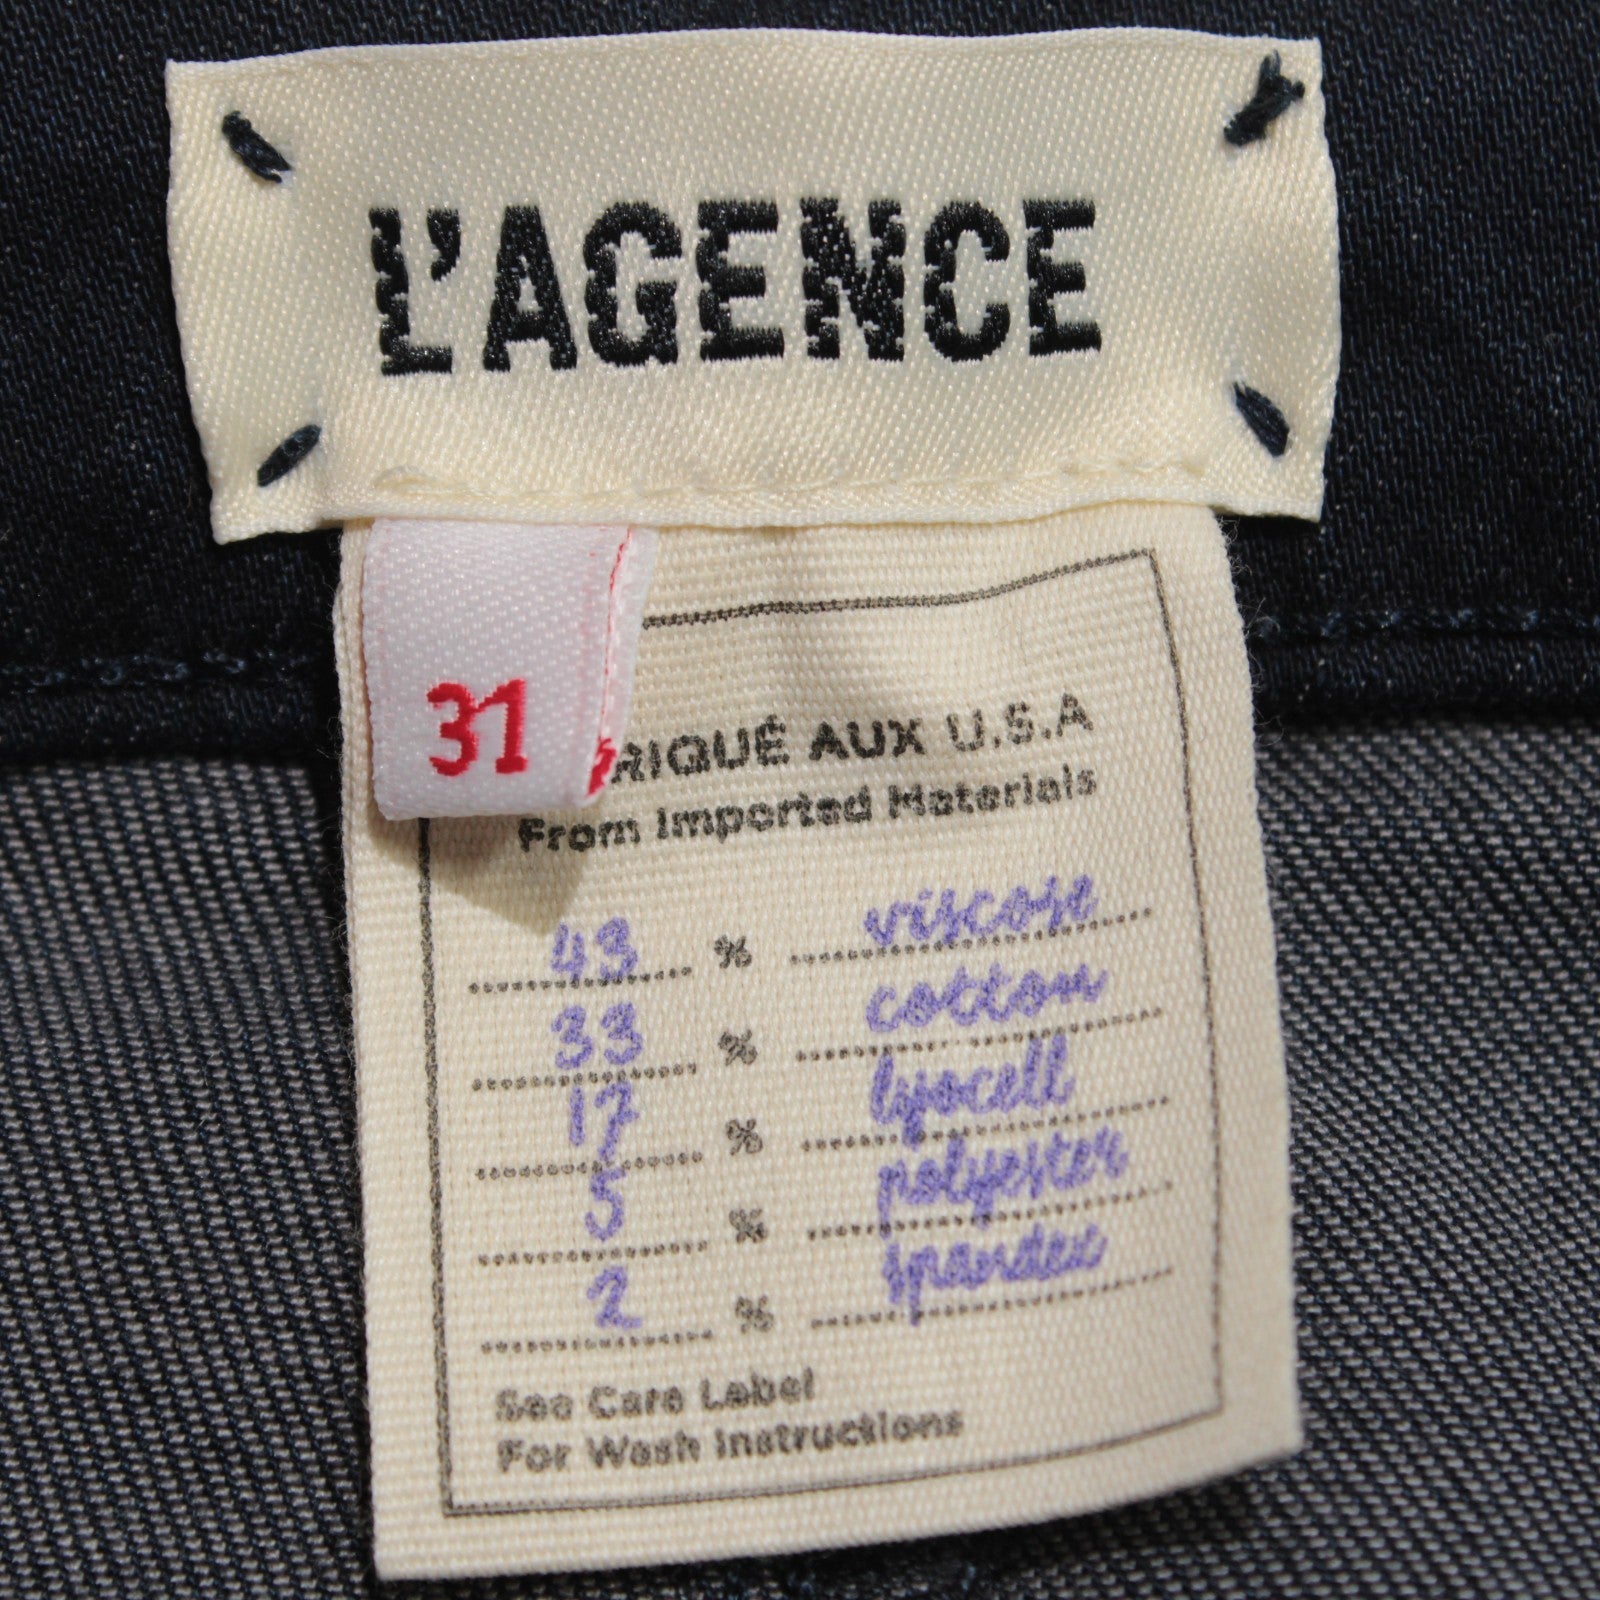 L'AGENCE
31
RIQUÉ AUX U.S.A
From Imported Materials
43 % viscose
33 % cotton
17 % lyocell
5 % polyester
2 % spandex
See Care Label
For Wash Instructions